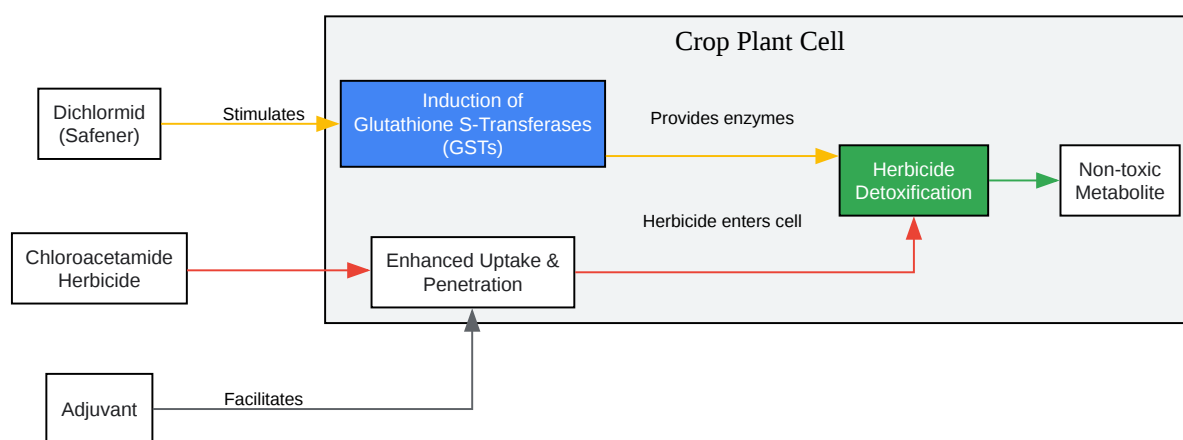 Crop Plant Cell
Dichlormid
(Safener)
Stimulates
Induction of
Glutathione S-Transferases
(GSTs)
Provides enzymes
Herbicide
Detoxification
Non-toxic
Metabolite
Chloroacetamide
Herbicide
Enhanced Uptake &
Penetration
Herbicide enters cell
Adjuvant
Facilitates